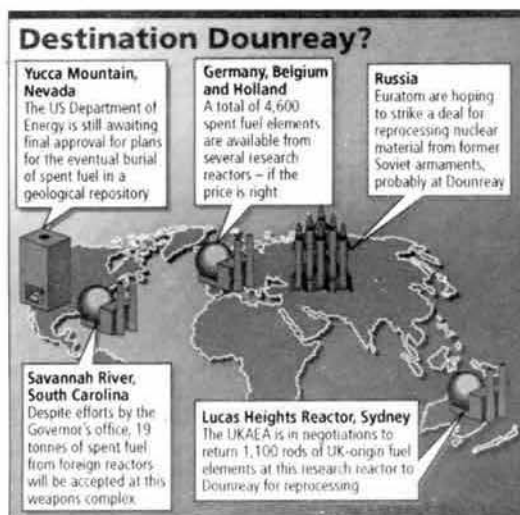 Destination Dounreay?
Yucca Mountain,
Nevada
The US Department of
Energy is still awaiting
final approval for plans
for the eventual burial
of spent fuel in a
geological repository
Germany, Belgium
and Holland
A total of 4,600
spent fuel elements
are available from
several research
reactors – if the
price is right
Russia
Euratom are hoping
to strike a deal for
reprocessing nuclear
material from former
Soviet armaments,
probably at Dounreay
Savannah River,
South Carolina
Despite efforts by the
Governor's office, 19
tonnes of spent fuel
from foreign reactors
will be accepted at this
weapons complex
Lucas Heights Reactor, Sydney
The UKAEA is in negotiations to
return 1,100 rods of UK-origin fuel
elements at this research reactor to
Dounreay for reprocessing